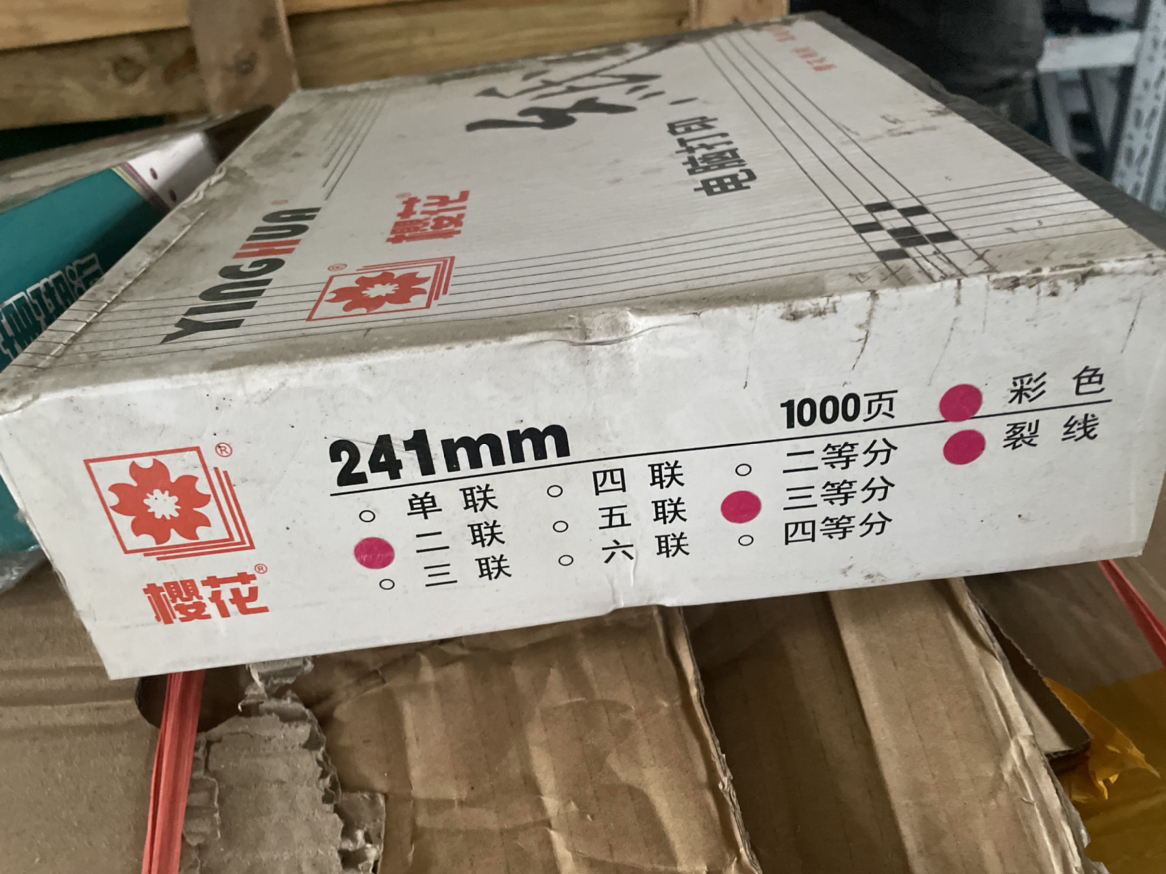 YINGHUA
櫻花
电脑打印
櫻花
241mm
1000页
彩色
单联
四联
二等分
裂线
二联
五联
三等分
三联
六联
四等分